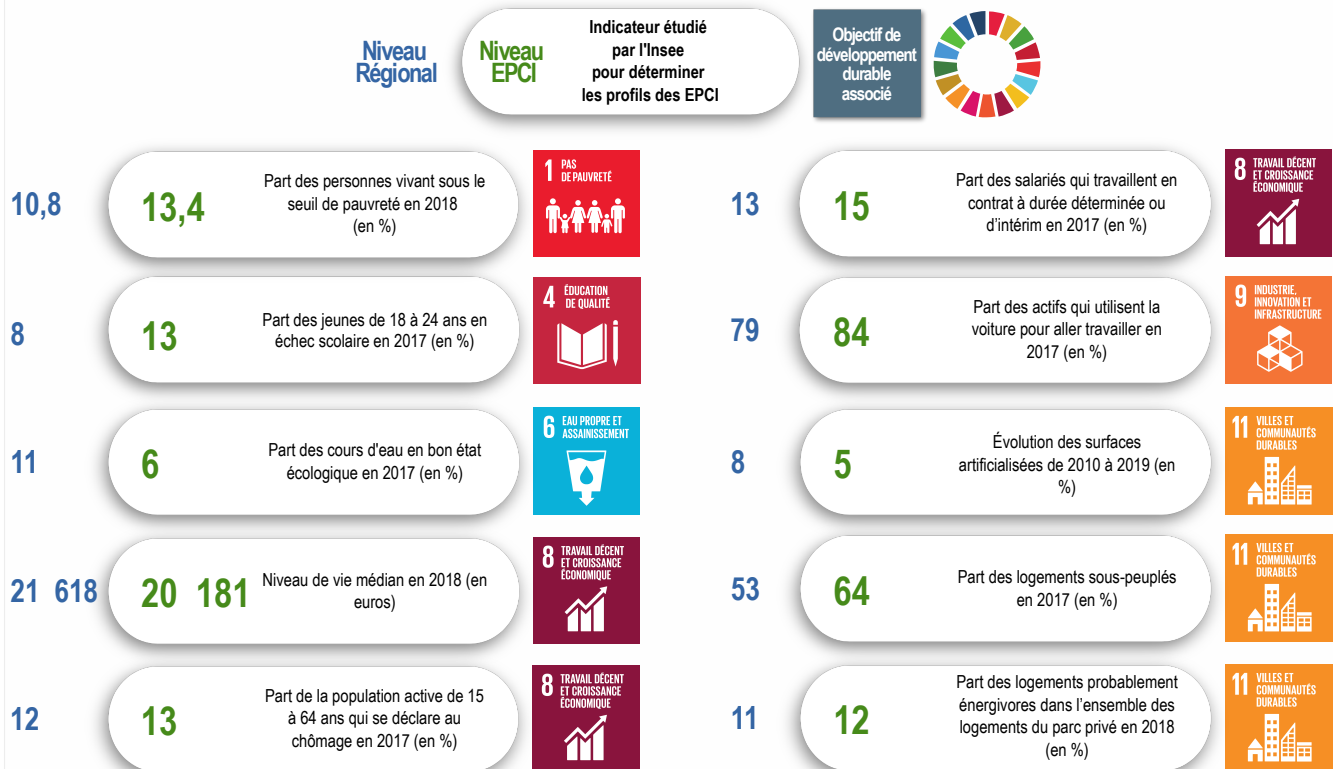 Niveau
Régional
Niveau
EPCI
Indicateur étudié
par l'Insee
pour déterminer
les profils des EPCI
Objectif de
développement
durable
associé
10,8
13,4
Part des personnes vivant sous le
seuil de pauvreté en 2018
(en %)
1 PAS
DE PAUVRETÉ
13
15
Part des salariés qui travaillent en
contrat à durée déterminée ou
d’intérim en 2017 (en %)
8 TRAVAIL DÉCENT
ET CROISSANCE
ÉCONOMIQUE
8
13
Part des jeunes de 18 à 24 ans en
échec scolaire en 2017 (en %)
4 ÉDUCATION
DE QUALITÉ
79
84
Part des actifs qui utilisent la
voiture pour aller travailler en
2017 (en %)
9 INDUSTRIE,
INNOVATION ET
INFRASTRUCTURE
11
6
Part des cours d'eau en bon état
écologique en 2017 (en %)
6 EAU PROPRE ET
ASSAINISSEMENT
8
5
Évolution des surfaces
artificialisées de 2010 à 2019 (en
%)
11 VILLES ET
COMMUNAUTÉS
DURABLES
21 618
20 181
Niveau de vie médian en 2018 (en
euros)
8 TRAVAIL DÉCENT
ET CROISSANCE
ÉCONOMIQUE
53
64
Part des logements sous-peuplés
en 2017 (en %)
11 VILLES ET
COMMUNAUTÉS
DURABLES
12
13
Part de la population active de 15
à 64 ans qui se déclare au
chômage en 2017 (en %)
8 TRAVAIL DÉCENT
ET CROISSANCE
ÉCONOMIQUE
11
12
Part des logements probablement
énergivores dans l’ensemble des
logements du parc privé en 2018
(en %)
11 VILLES ET
COMMUNAUTÉS
DURABLES